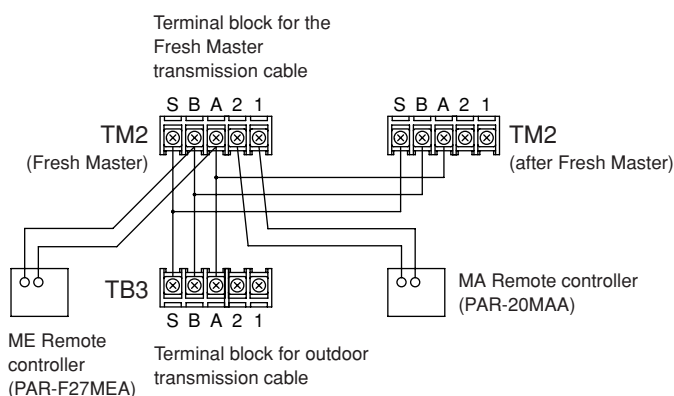 Terminal block for the
Fresh Master
transmission cable
S B A 2 1
S B A 2 1
TM2
(Fresh Master)
TM2
(after Fresh Master)
TB3
S B A 2 1
MA Remote controller
(PAR-20MAA)
ME Remote
controller
(PAR-F27MEA)
Terminal block for outdoor
transmission cable